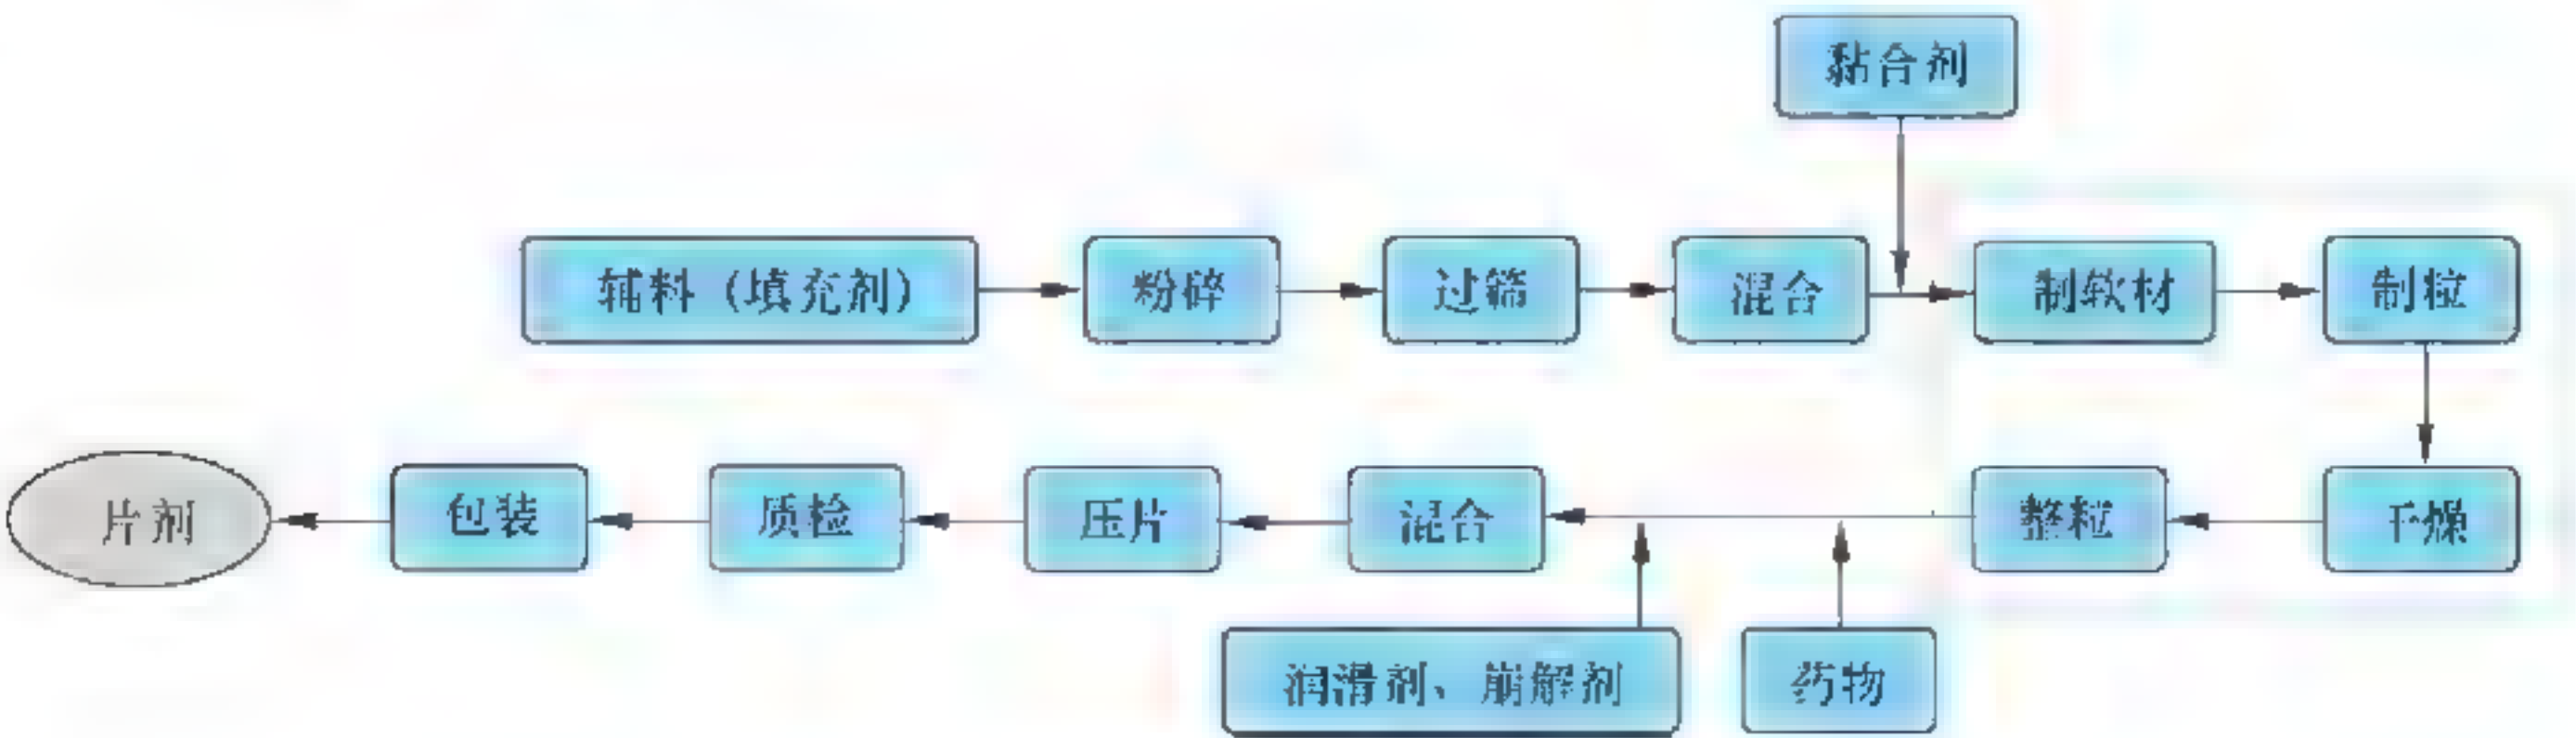 黏合剂
辅料（填充剂）
粉碎
过筛
混合
制软材
制粒
片剂
包装
质检
压片
混合
整粒
干燥
润滑剂、崩解剂
药物